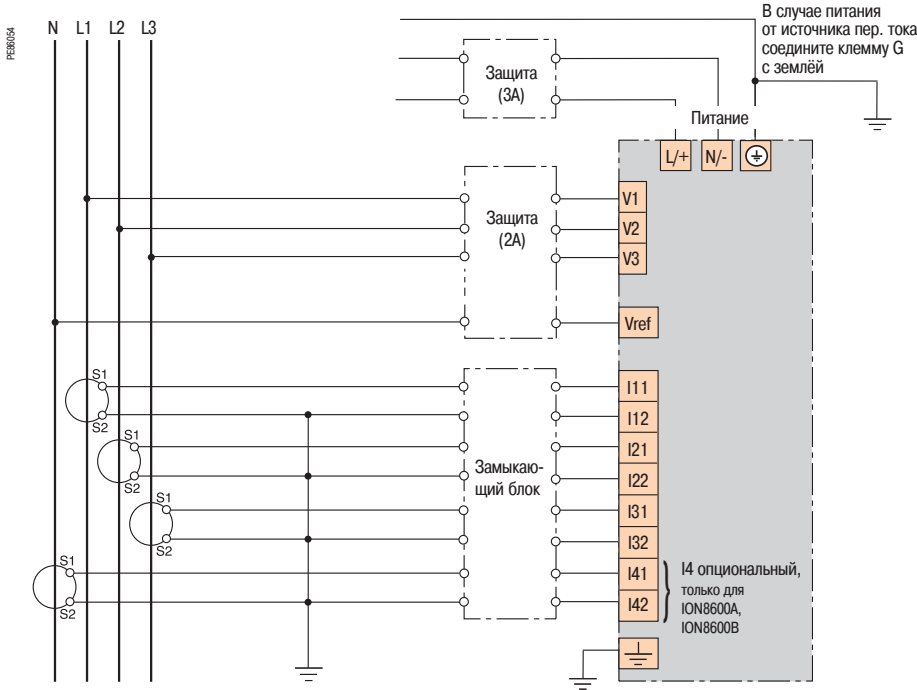 PE86054
N L1 L2 L3
В случае питания
от источника пер. тока
соедините клемму G
с землёй
Защита
(3А)
Питание
L/+ N/-
Защита
(2А)
V1
V2
V3
Vref
S1
S2
S1
S2
S1
S2
S1
S2
Замыкаю-
щий блок
I11
I12
I21
I22
I31
I32
I41
I42
I4 опциональный,
только для
ION8600A,
ION8600B